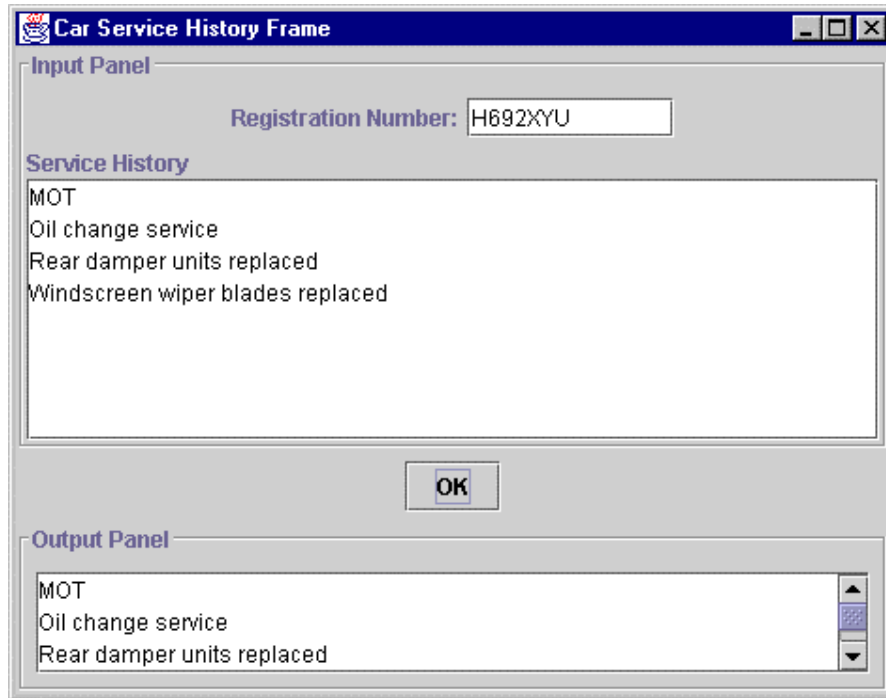 Car Service History Frame
Input Panel
Registration Number: H692XYU
Service History
MOT
Oil change service
Rear damper units replaced
Windscreen wiper blades replaced
OK
Output Panel
MOT
Oil change service
Rear damper units replaced